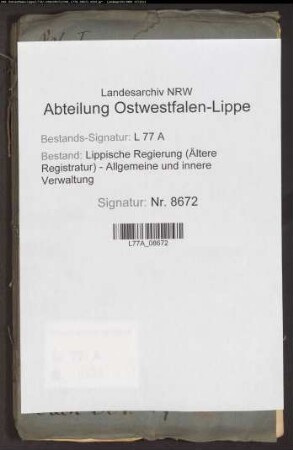 Landesarchiv NRW
Abteilung Ostwestfalen-Lippe
Bestands-Signatur: L 77 A
Bestand: Lippische Regierung (Ältere
Registratur) - Allgemeine und innere
Verwaltung
Signatur: Nr. 8672
L77A_08672